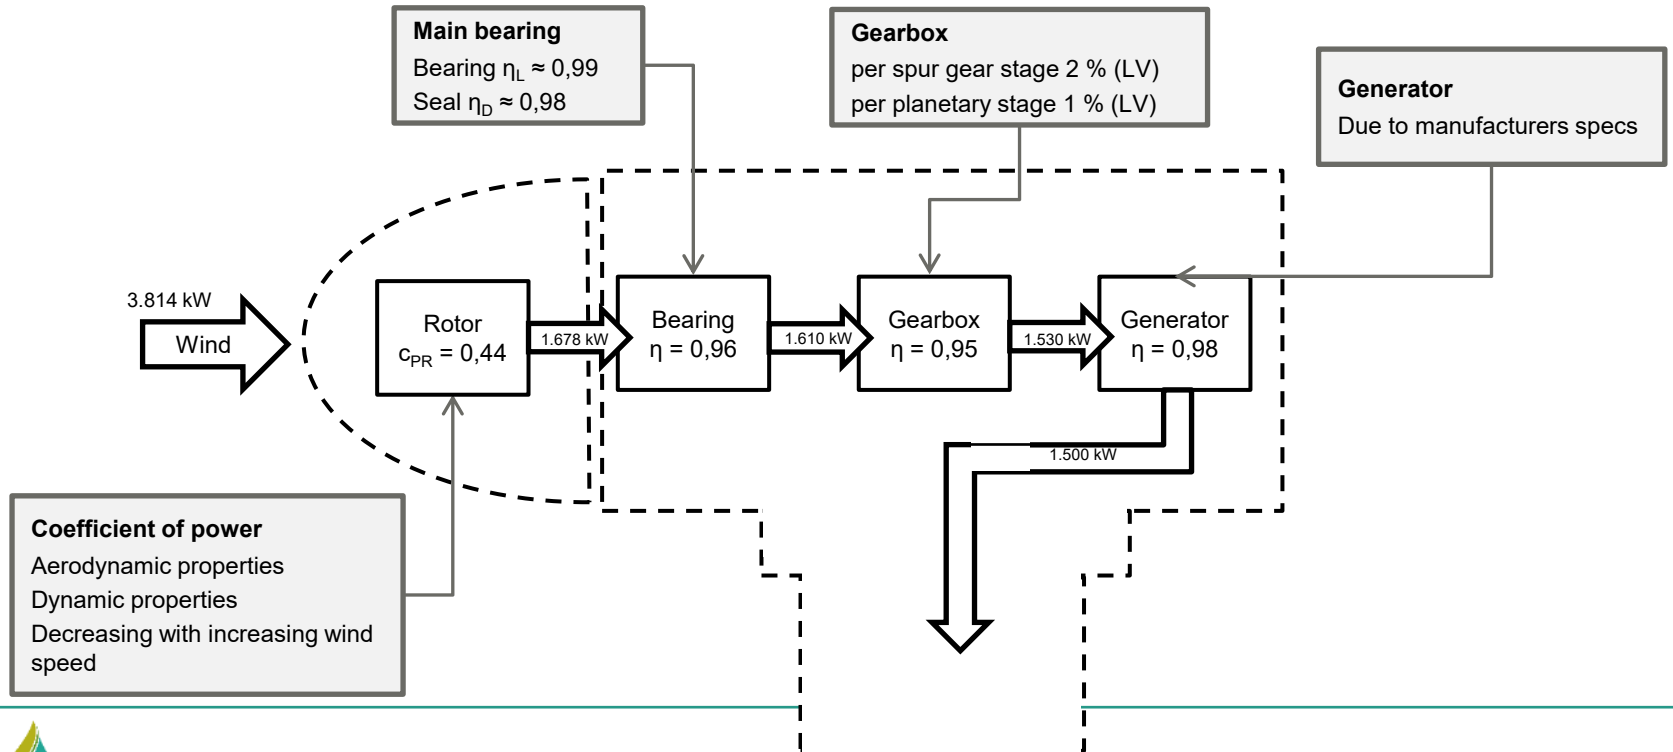 Main bearing
Bearing ηL ≈ 0,99
Seal ηD ≈ 0,98
Gearbox
per spur gear stage 2 % (LV)
per planetary stage 1 % (LV)
Generator
Due to manufacturers specs
3.814 kW
Wind
Rotor
cPR = 0,44
1.678 kW
Bearing
η = 0,96
1.610 kW
Gearbox
η = 0,95
1.530 kW
Generator
η = 0,98
1.500 kW
Coefficient of power
Aerodynamic properties
Dynamic properties
Decreasing with increasing wind
speed